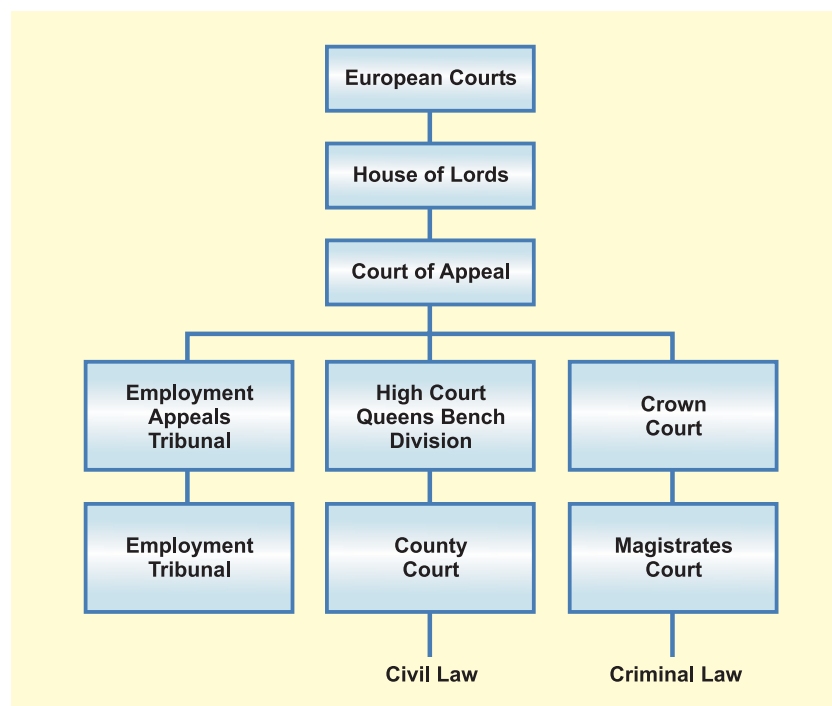 European Courts
House of Lords
Court of Appeal
Employment
Appeals
Tribunal
High Court
Queens Bench
Division
Crown
Court
Employment
Tribunal
County
Court
Magistrates
Court
Civil Law
Criminal Law